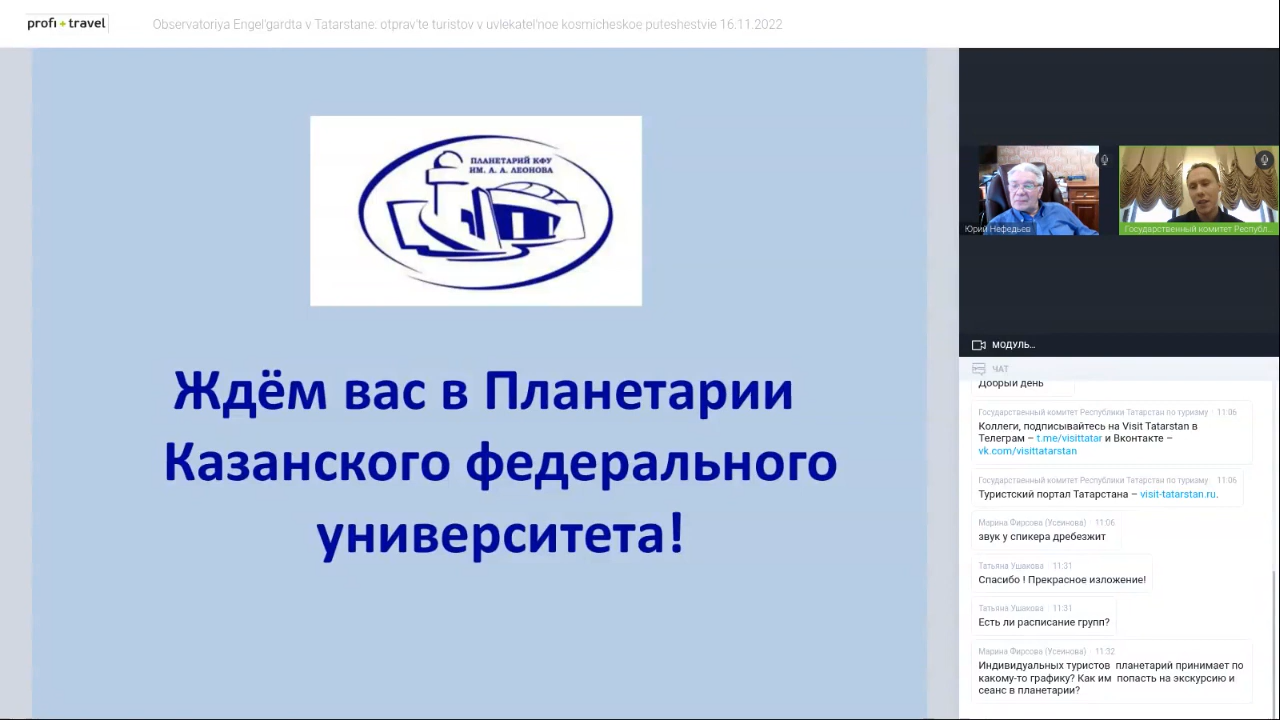 profi travel
Observatoriya Engel'gardta v Tatarstane: otprav'te turistov v uvlekatel'noe kosmicheskoe puteshestvie 16.11.2022
ПЛАНЕТАРИЙ КФУ
ИМ. А. А. ЛЕОНОВА
Ждём вас в Планетарии
Казанского федерального
университета!
Юрий Нефедьев
Государственный комитет Республ...
МОДУЛЬ...
ЧАТ
Добрый день
Государственный комитет Республики Татарстан по туризму 11:06
Коллеги, подписывайтесь на Visit Tatarstan в
Телеграм – t.me/visittatar и Вконтакте –
vk.com/visittatarstan
Государственный комитет Республики Татарстан по туризму 11:06
Туристский портал Татарстана – visit-tatarstan.ru.
Марина Фирсова (Усеинова) 11:06
звук у спикера дребезжит
Татьяна Ушакова 11:31
Спасибо ! Прекрасное изложение!
Татьяна Ушакова 11:31
Есть ли расписание групп?
Марина Фирсова (Усеинова) 11:32
Индивидуальных туристов планетарий принимает по
какому-то графику? Как им попасть на экскурсию и
сеанс в планетарии?